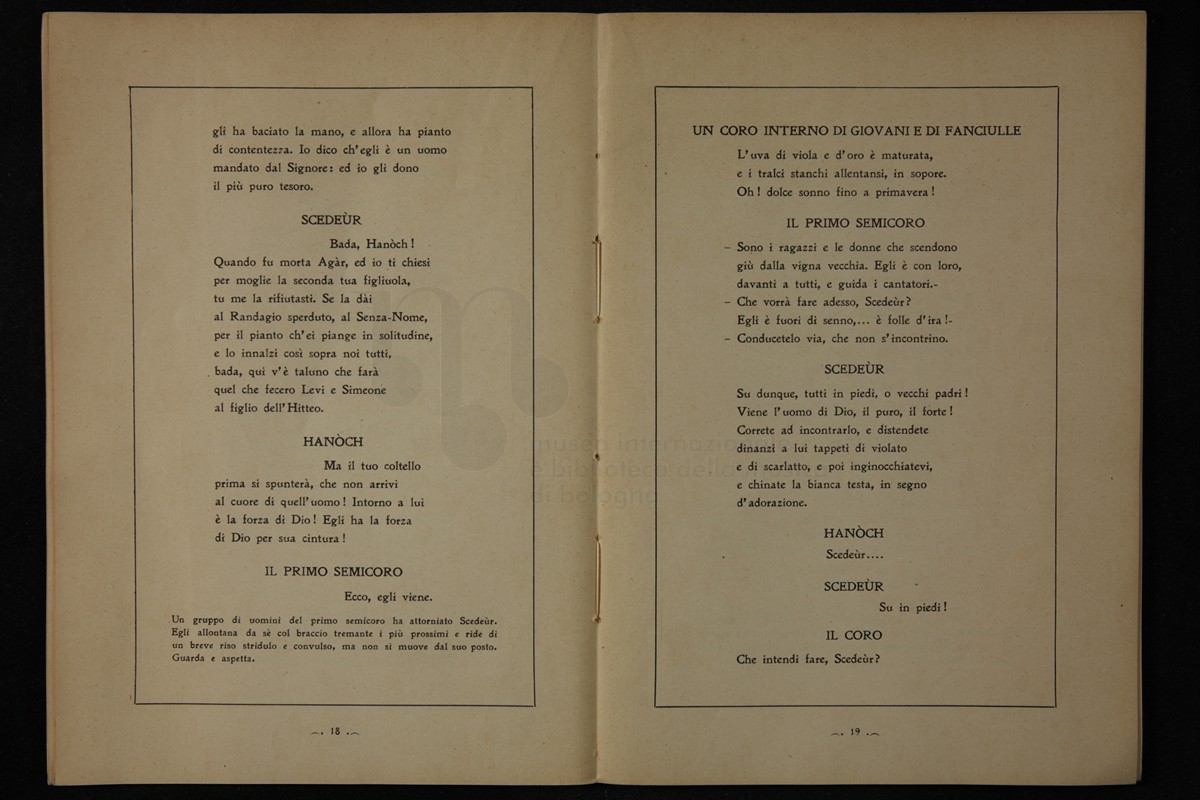 gli ha baciato la mano, e allora ha pianto
di contentezza. Io dico ch'egli è un uomo
mandato dal Signore: ed io gli dono
il più puro tesoro.
SCEDEÙR
Bada, Hanòch!
Quando fu morta Agàr, ed io ti chiesi
per moglie la seconda tua figliuola,
tu me la rifiutasti. Se la dài
al Randagio sperduto, al Senza-Nome,
per il pianto ch'ei piange in solitudine,
e lo innalzi così sopra noi tutti,
bada, qui v'è taluno che farà
quel che fecero Levi e Simeone
al figlio dell'Hitteo.
HANÒCH
Ma il tuo coltello
prima si spunterà, che non arrivi
al cuore di quell'uomo! Intorno a lui
è la forza di Dio! Egli ha la forza
di Dio per sua cintura!
IL PRIMO SEMICORO
Ecco, egli viene.
Un gruppo di uomini del primo semicoro ha attorniato Scedeùr.
Egli allontana da sè col braccio tremante i più prossimi e ride di
un breve riso stridulo e convulso, ma non si muove dal suo posto.
Guarda e aspetta.
18
UN CORO INTERNO DI GIOVANI E DI FANCIULLE
L'uva di viola e d'oro è maturata,
e i tralci stanchi allentansi, in sopore.
Oh! dolce sonno fino a primavera!
IL PRIMO SEMICORO
– Sono i ragazzi e le donne che scendono
giù dalla vigna vecchia. Egli è con loro,
davanti a tutti, e guida i cantatori.-
– Che vorrà fare adesso, Scedeùr?
Egli è fuori di senno,... è folle d'ira!-
– Conducetelo via, che non s'incontrino.
SCEDEÙR
Su dunque, tutti in piedi, o vecchi padri!
Viene l'uomo di Dio, il puro, il forte!
Correte ad incontrarlo, e distendete
dinanzi a lui tappeti di violato
e di scarlatto, e poi inginocchiatevi,
e chinate la bianca testa, in segno
d'adorazione.
HANÒCH
Scedeùr....
SCEDEÙR
Su in piedi!
IL CORO
Che intendi fare, Scedeùr?
19
museo internazionale
e biblioteca della
di bologna